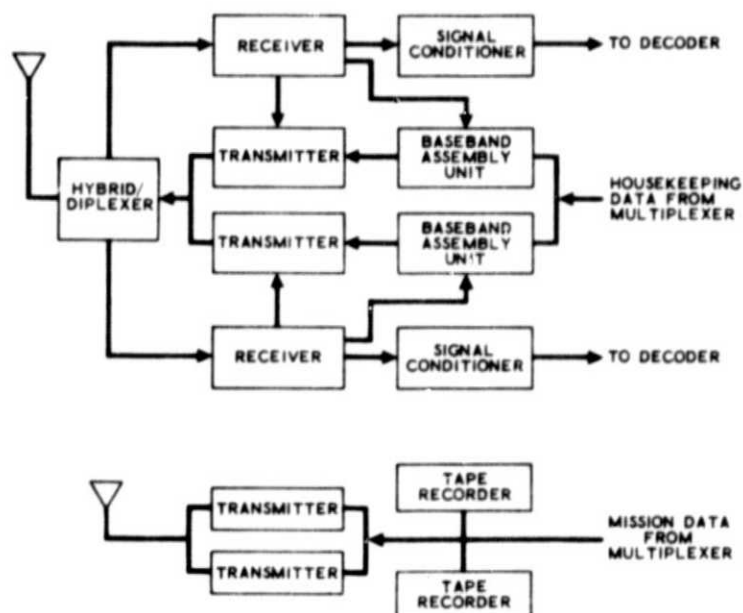 RECEIVER
SIGNAL
CONDITIONER
TO DECODER
TRANSMITTER
BASEBAND
ASSEMBLY
UNIT
HYBRID/
DIPLEXER
HOUSEKEEPING
DATA FROM
MULTIPLEXER
TRANSMITTER
BASEBAND
ASSEMBLY
UNIT
RECEIVER
SIGNAL
CONDITIONER
TO DECODER
TAPE
RECORDER
TRANSMITTER
MISSION DATA
FROM
MULTIPLEXER
TRANSMITTER
TAPE
RECORDER